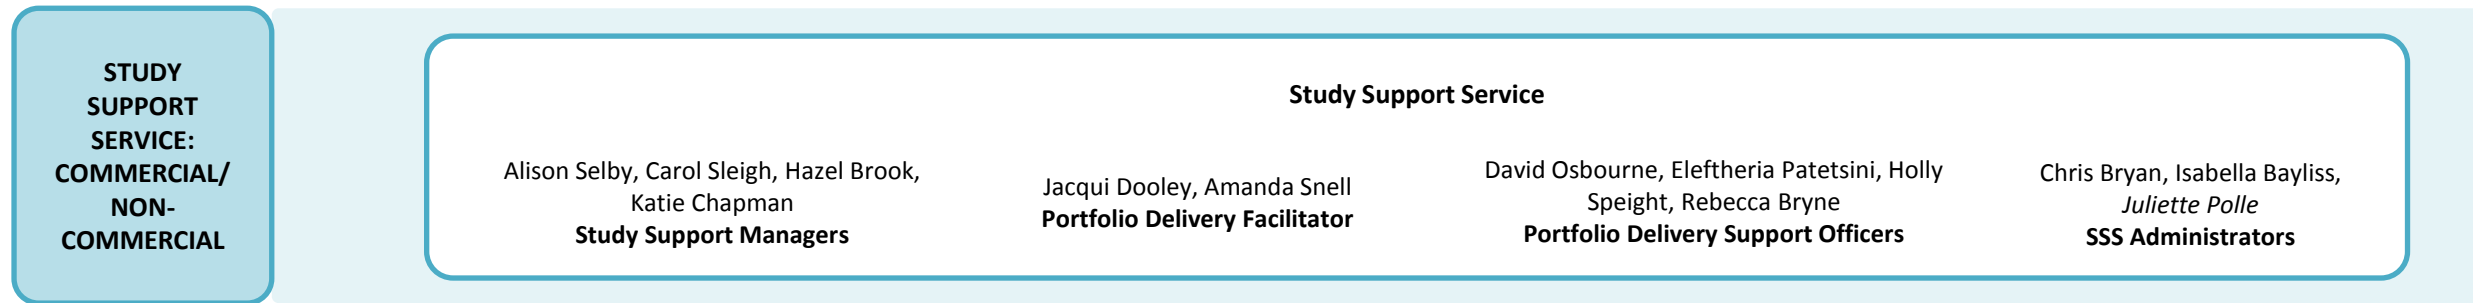 STUDY
SUPPORT
SERVICE:
COMMERCIAL/
NON-
COMMERCIAL
Study Support Service
Alison Selby, Carol Sleigh, Hazel Brook,
Katie Chapman
Study Support Managers
Jacqui Dooley, Amanda Snell
Portfolio Delivery Facilitator
David Osbourne, Eleftheria Patetsini, Holly
Speight, Rebecca Bryne
Portfolio Delivery Support Officers
Chris Bryan, Isabella Bayliss,
Juliette Polle
SSS Administrators